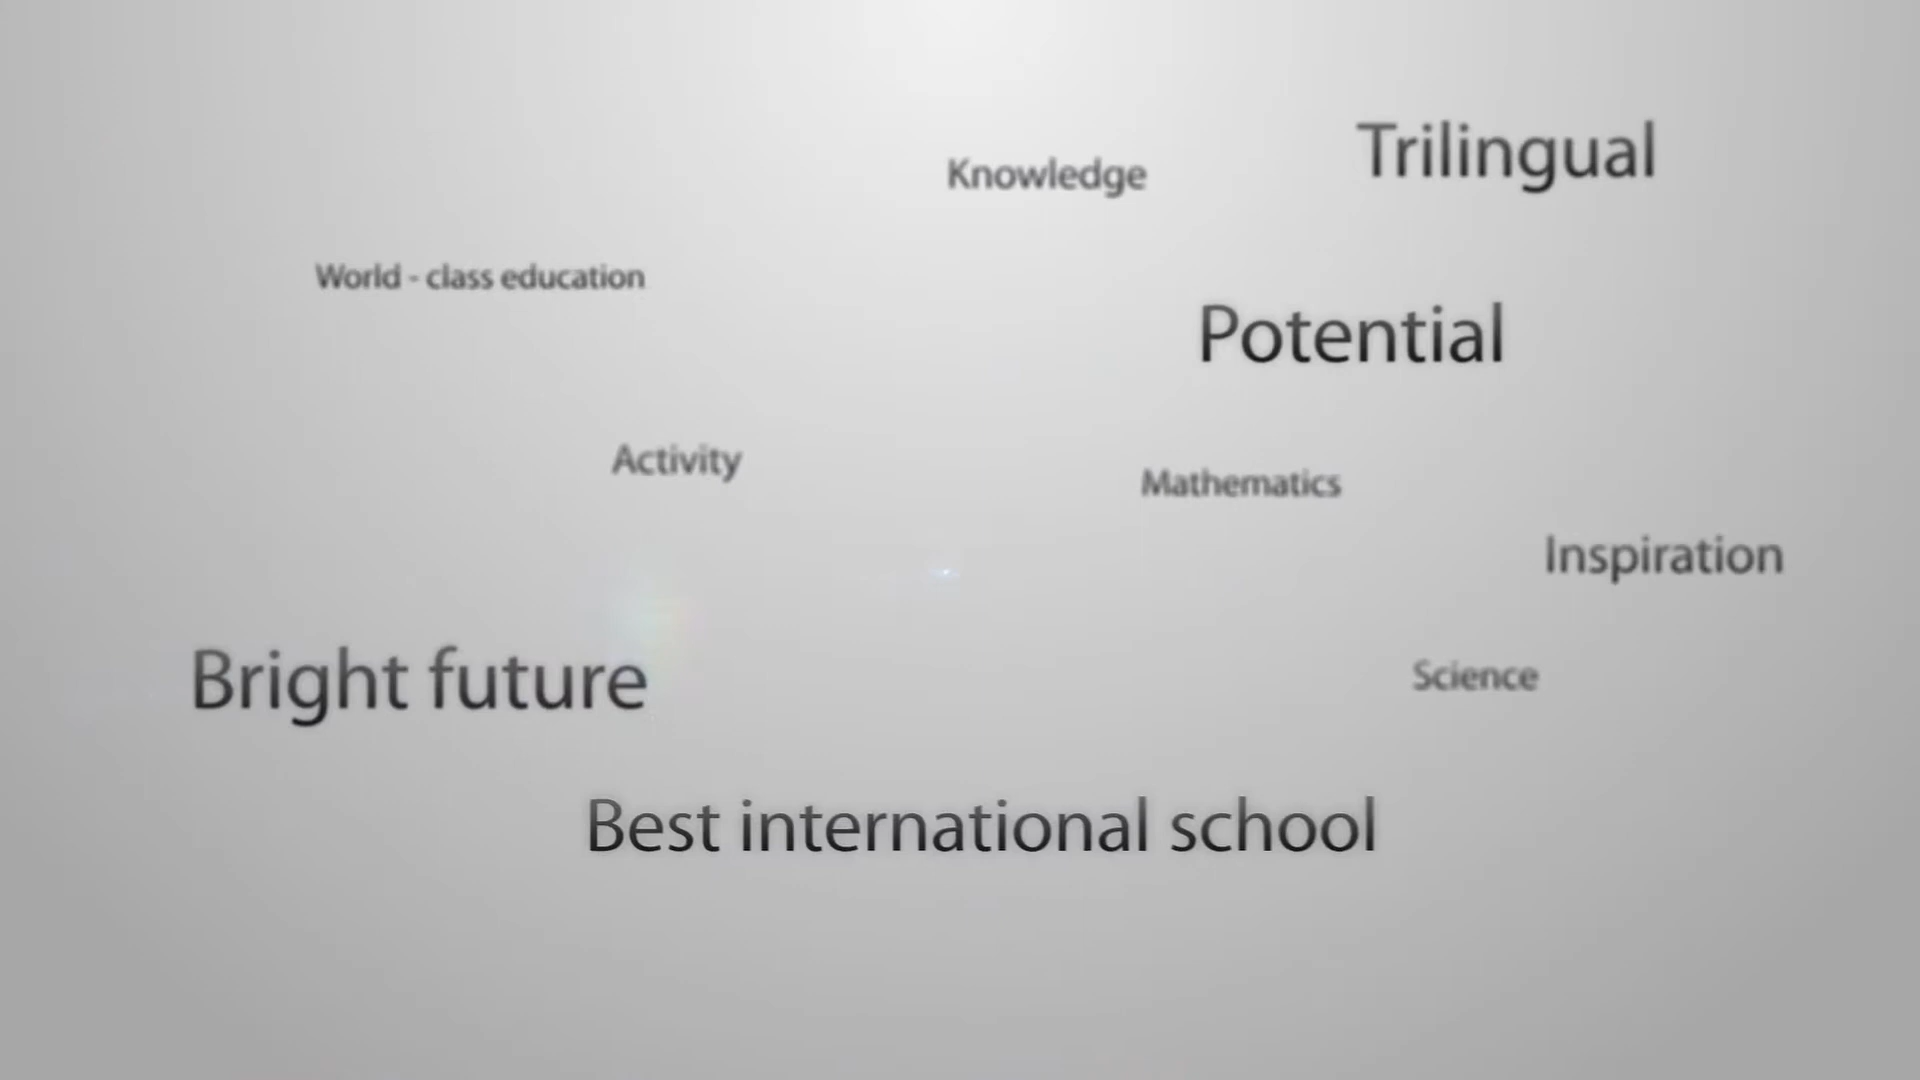 Trilingual
Knowledge
World - class education
Potential
Activity
Mathematics
Inspiration
Bright future
Science
Best international school